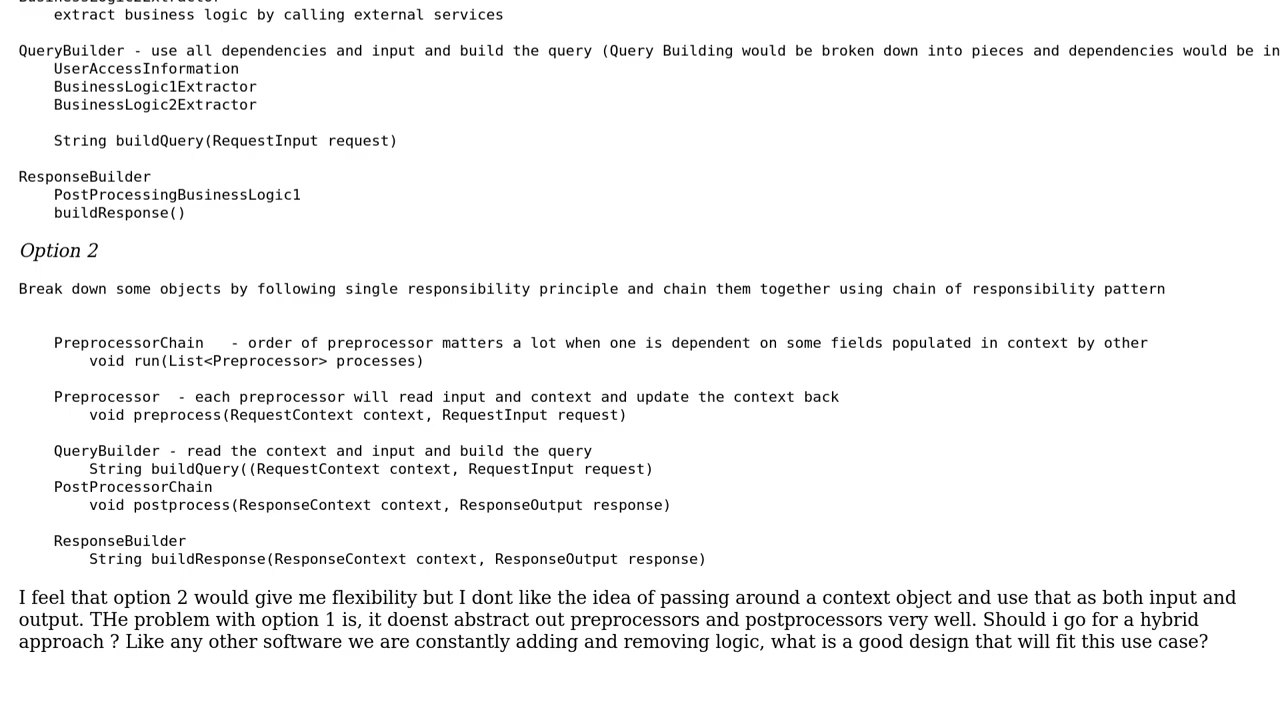 extract business logic by calling external services
QueryBuilder - use all dependencies and input and build the query (Query Building would be broken down into pieces and dependencies would be in
UserAccessInformation
BusinessLogic1Extractor
BusinessLogic2Extractor
String buildQuery(RequestInput request)
ResponseBuilder
PostProcessingBusinessLogic1
buildResponse()
Option 2
Break down some objects by following single responsibility principle and chain them together using chain of responsibility pattern
PreprocessorChain   - order of preprocessor matters a lot when one is dependent on some fields populated in context by other
void run(List<Preprocessor> processes)
Preprocessor  - each preprocessor will read input and context and update the context back
void preprocess(RequestContext context, RequestInput request)
QueryBuilder - read the context and input and build the query
String buildQuery((RequestContext context, RequestInput request)
PostProcessorChain
void postprocess(ResponseContext context, ResponseOutput response)
ResponseBuilder
String buildResponse(ResponseContext context, ResponseOutput response)
I feel that option 2 would give me flexibility but I dont like the idea of passing around a context object and use that as both input and
output. THe problem with option 1 is, it doenst abstract out preprocessors and postprocessors very well. Should i go for a hybrid
approach ? Like any other software we are constantly adding and removing logic, what is a good design that will fit this use case?